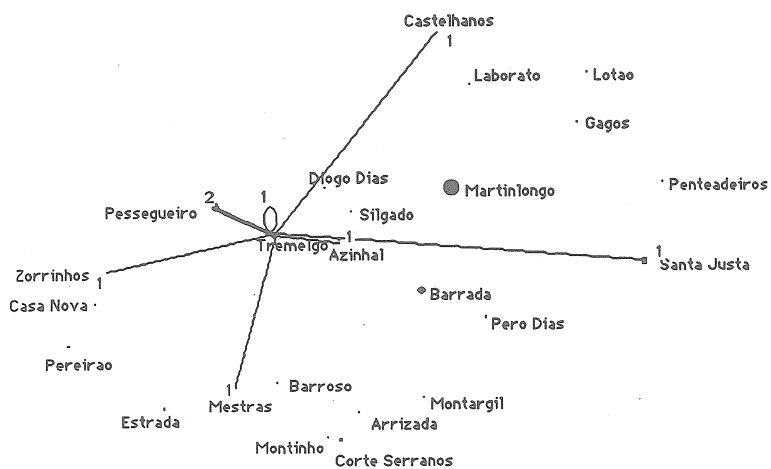 Castelhanos
1
Laborato
Lotao
Gagos
Diogo Dias
Martinlongo
Penteadeiros
2
1
Pessegueiro
Silgado
Tremelgo
1
Azinhal
1
Santa Justa
Zorrinhos
1
Casa Nova
Barrada
Pero Dias
Pereirao
1
Barroso
Mestras
Montargil
Estrada
Arrizada
Montinho
Corte Serranos